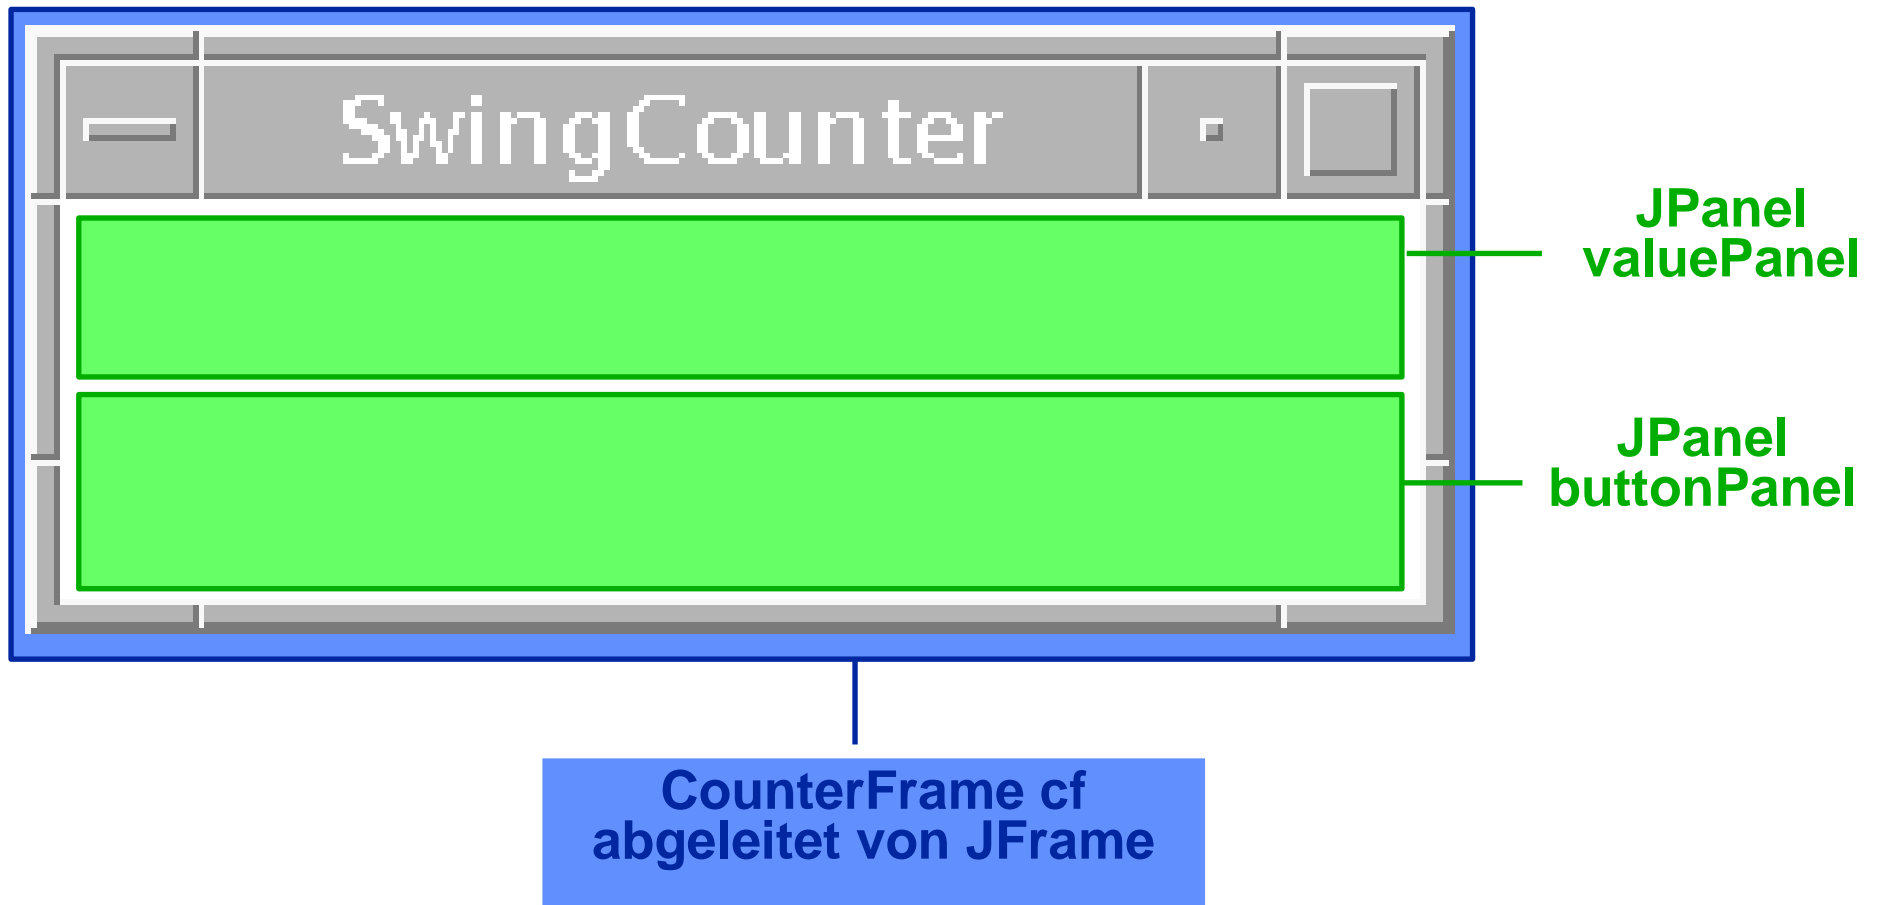 SwingCounter
JPanel
valuePanel
JPanel
buttonPanel
CounterFrame cf
abgeleitet von JFrame